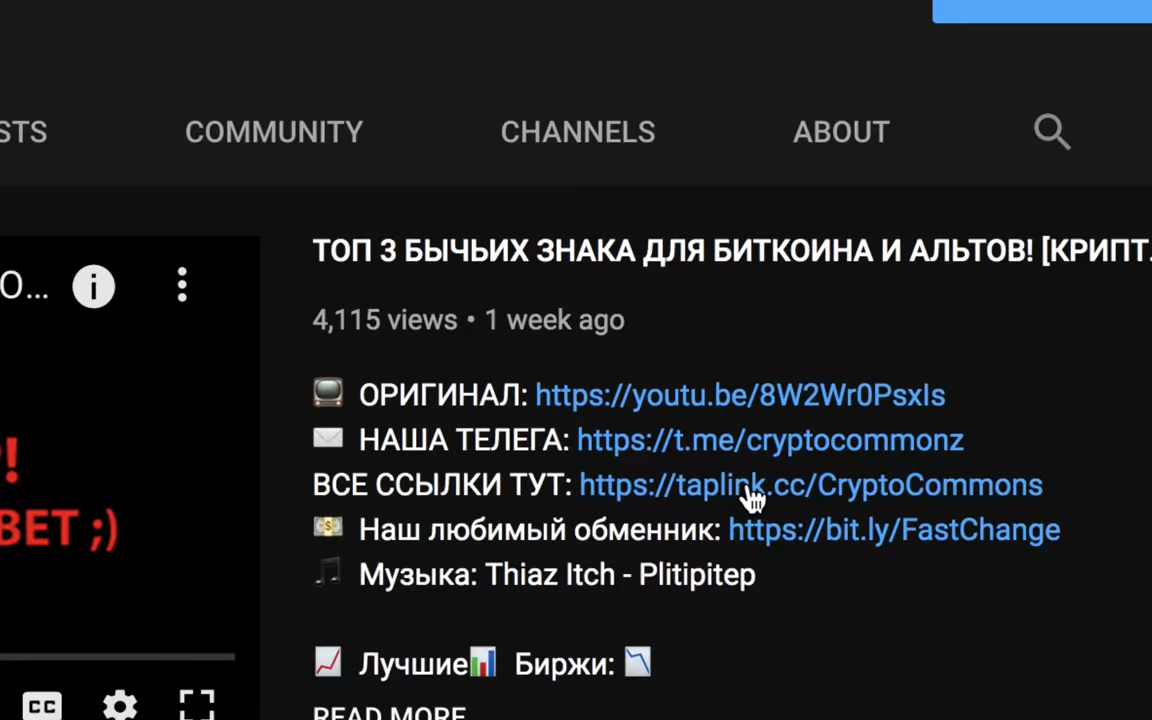 STS COMMUNITY CHANNELS ABOUT
ТОП 3 БЫЧЬИХ ЗНАКА ДЛЯ БИТКОИНА И АЛЬТОВ! [КРИПТ.
O...
4,115 views • 1 week ago
ОРИГИНАЛ: https://youtu.be/8W2Wr0PsxIs
НАША ТЕЛЕГА: https://t.me/cryptocommonz
!
ВСЕ ССЫЛКИ ТУТ: https://taplink.cc/CryptoCommons
ВЕТ ;)
Наш любимый обменник: https://bit.ly/FastChange
Музыка: Thiaz Itch - Plitipitep
Лучшие Биржи:
CC
READ MORE